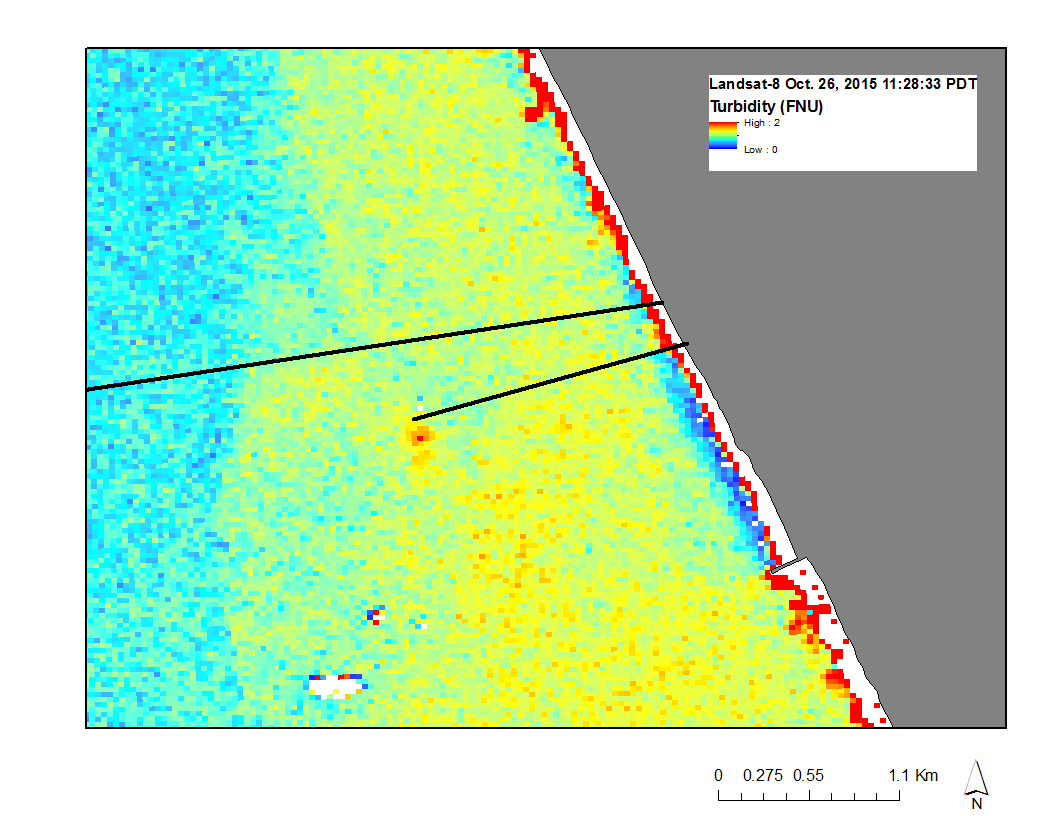 Landsat-8 Oct. 26, 2015 11:28:33 PDT
Turbidity (FNU)
High : 2
Low : 0
0 0.275 0.55 1.1 Km
N